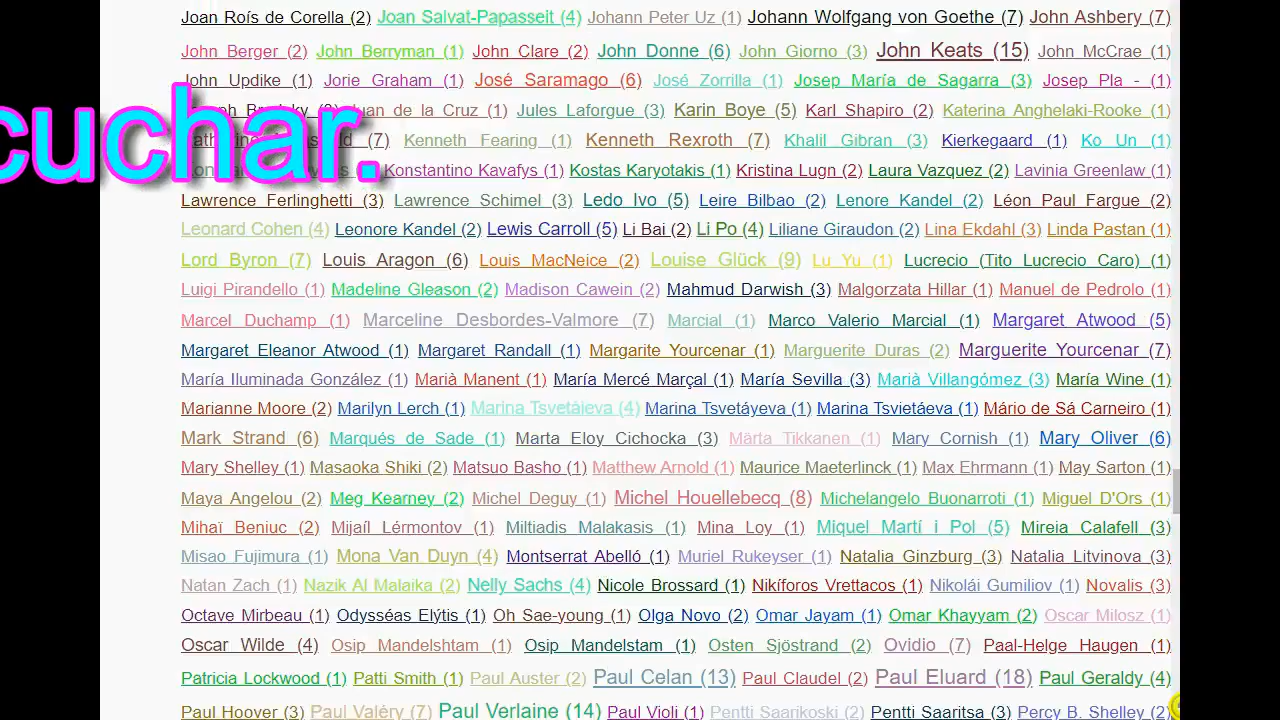 Joan Roís de Corella (2) Joan Salvat-Papasseit (4) Johann Peter Uz (1) Johann Wolfgang von Goethe (7) John Ashbery (7)
John Berger (2) John Berryman (1) John Clare (2) John Donne (6) John Giorno (3) John Keats (15) John McCrae (1)
John Updike (1) Jorie Graham (1) José Saramago (6) José Zorrilla (1) Josep María de Sagarra (3) Josep Pla - (1)
cuchar.
de la Cruz (1) Jules Laforgue (3) Karin Boye (5) Karl Shapiro (2) Katerina Anghelaki-Rooke (1)
(7) Kenneth Fearing (1) Kenneth Rexroth (7) Khalil Gibran (3) Kierkegaard (1) Ko Un (1)
Konstantino Kavafys (1) Kostas Karyotakis (1) Kristina Lugn (2) Laura Vazquez (2) Lavinia Greenlaw (1)
Lawrence Ferlinghetti (3) Lawrence Schimel (3) Ledo Ivo (5) Leire Bilbao (2) Lenore Kandel (2) Léon Paul Fargue (2)
Leonard Cohen (4) Leonore Kandel (2) Lewis Carroll (5) Li Bai (2) Li Po (4) Liliane Giraudon (2) Lina Ekdahl (3) Linda Pastan (1)
Lord Byron (7) Louis Aragon (6) Louis MacNeice (2) Louise Glück (9) Lu Yu (1) Lucrecio (Tito Lucrecio Caro) (1)
Luigi Pirandello (1) Madeline Gleason (2) Madison Cawein (2) Mahmud Darwish (3) Malgorzata Hillar (1) Manuel de Pedrolo (1)
Marcel Duchamp (1) Marceline Desbordes-Valmore (7) Marcial (1) Marco Valerio Marcial (1) Margaret Atwood (5)
Margaret Eleanor Atwood (1) Margaret Randall (1) Margarite Yourcenar (1) Marguerite Duras (2) Marguerite Yourcenar (7)
María Iluminada González (1) Marià Manent (1) María Mercé Marçal (1) María Sevilla (3) Marià Villangómez (3) María Wine (1)
Marianne Moore (2) Marilyn Lerch (1) Marina Tsvetáieva (4) Marina Tsvetáyeva (1) Marina Tsvietáeva (1) Mário de Sá Carneiro (1)
Mark Strand (6) Marqués de Sade (1) Marta Eloy Cichocka (3) Märta Tikkanen (1) Mary Cornish (1) Mary Oliver (6)
Mary Shelley (1) Masaoka Shiki (2) Matsuo Basho (1) Matthew Arnold (1) Maurice Maeterlinck (1) Max Ehrmann (1) May Sarton (1)
Maya Angelou (2) Meg Kearney (2) Michel Deguy (1) Michel Houellebecq (8) Michelangelo Buonarroti (1) Miguel D'Ors (1)
Mihaï Beniuc (2) Mijaíl Lérmontov (1) Miltiadis Malakasis (1) Mina Loy (1) Miquel Martí i Pol (5) Mireia Calafell (3)
Misao Fujimura (1) Mona Van Duyn (4) Montserrat Abelló (1) Muriel Rukeyser (1) Natalia Ginzburg (3) Natalia Litvinova (3)
Natan Zach (1) Nazik Al Malaika (2) Nelly Sachs (4) Nicole Brossard (1) Nikíforos Vrettacos (1) Nikolái Gumiliov (1) Novalis (3)
Octave Mirbeau (1) Odysséas Elýtis (1) Oh Sae-young (1) Olga Novo (2) Omar Jayam (1) Omar Khayyam (2) Oscar Milosz (1)
Oscar Wilde (4) Osip Mandelshtam (1) Osip Mandelstam (1) Osten Sjöstrand (2) Ovidio (7) Paal-Helge Haugen (1)
Patricia Lockwood (1) Patti Smith (1) Paul Auster (2) Paul Celan (13) Paul Claudel (2) Paul Eluard (18) Paul Geraldy (4)
Paul Hoover (3) Paul Valéry (7) Paul Verlaine (14) Paul Violi (1) Pentti Saarikoski (2) Pentti Saaritsa (3) Percy B. Shelley (2)